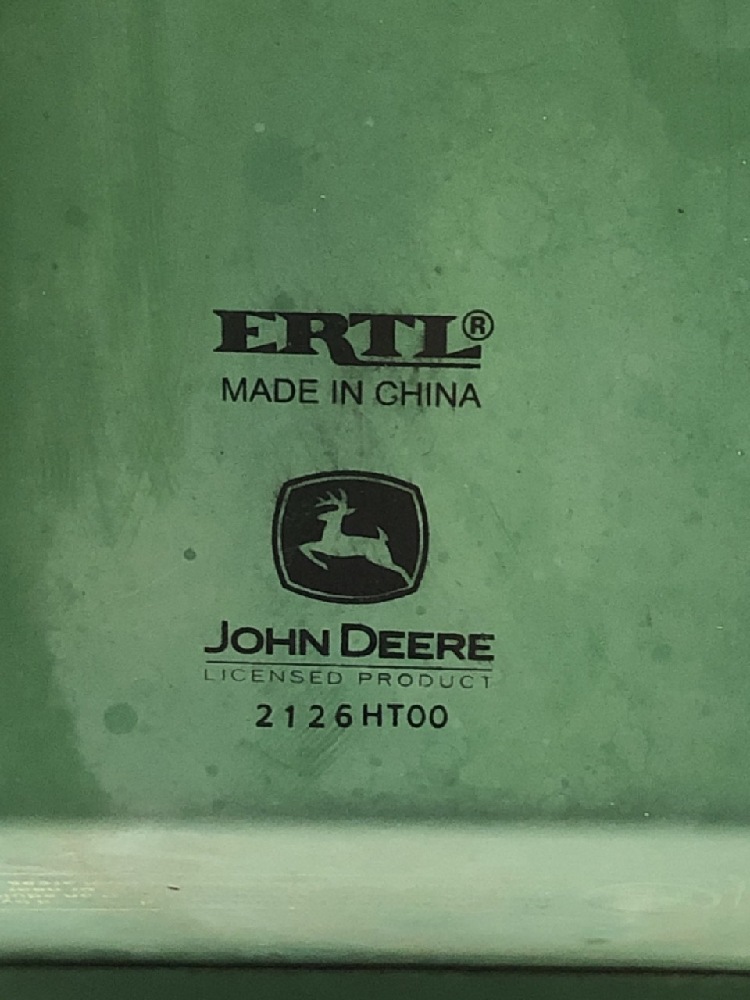 ERTL®
MADE IN CHINA
JOHN DEERE
LICENSED PRODUCT
2126HT00